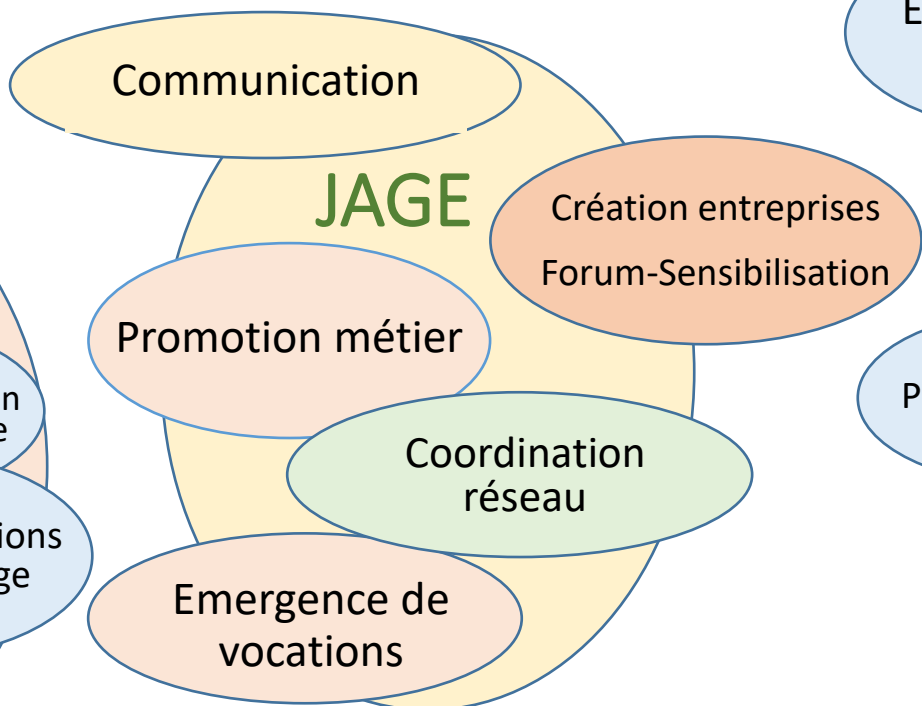 Communication
JAGE
Création entreprises
Forum-Sensibilisation
Promotion métier
Coordination
réseau
Emergence de
vocations